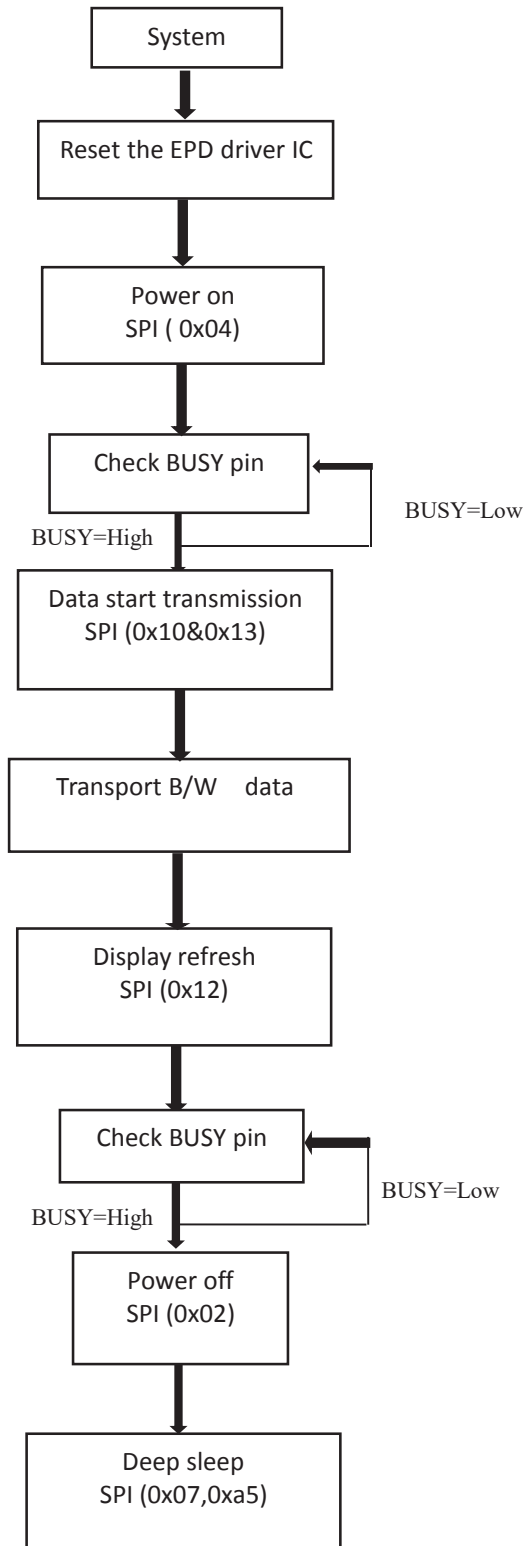 System
Reset the EPD driver IC
Power on
SPI ( 0x04)
Check BUSY pin
BUSY=Low
BUSY=High
Data start transmission
SPI (0x10&0x13)
Transport B/W data
Display refresh
SPI (0x12)
Check BUSY pin
BUSY=Low
BUSY=High
Power off
SPI (0x02)
Deep sleep
SPI (0x07,0xa5)